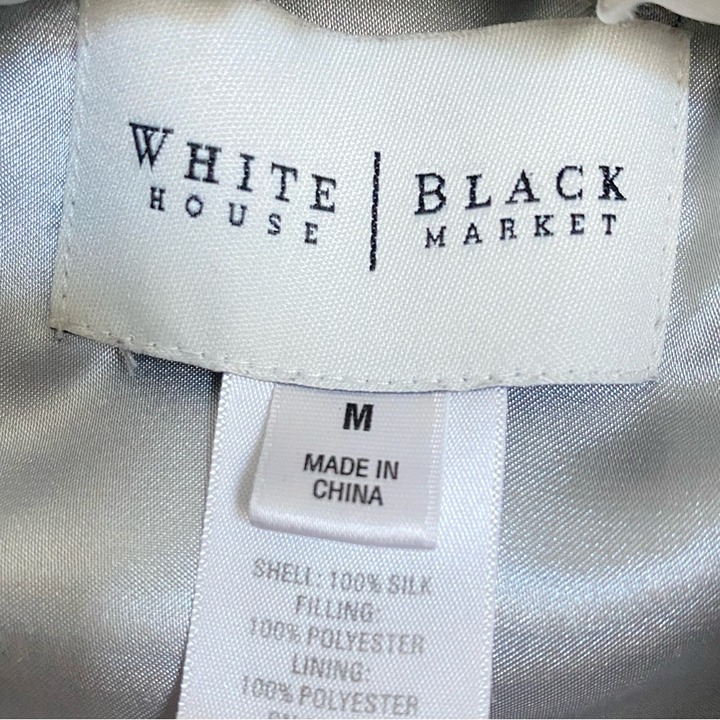 WHITE | BLACK
HOUSE | MARKET
M
MADE IN
CHINA
SHELL: 100% SILK
FILLING:
100% POLYESTER
LINING:
100% POLYESTER